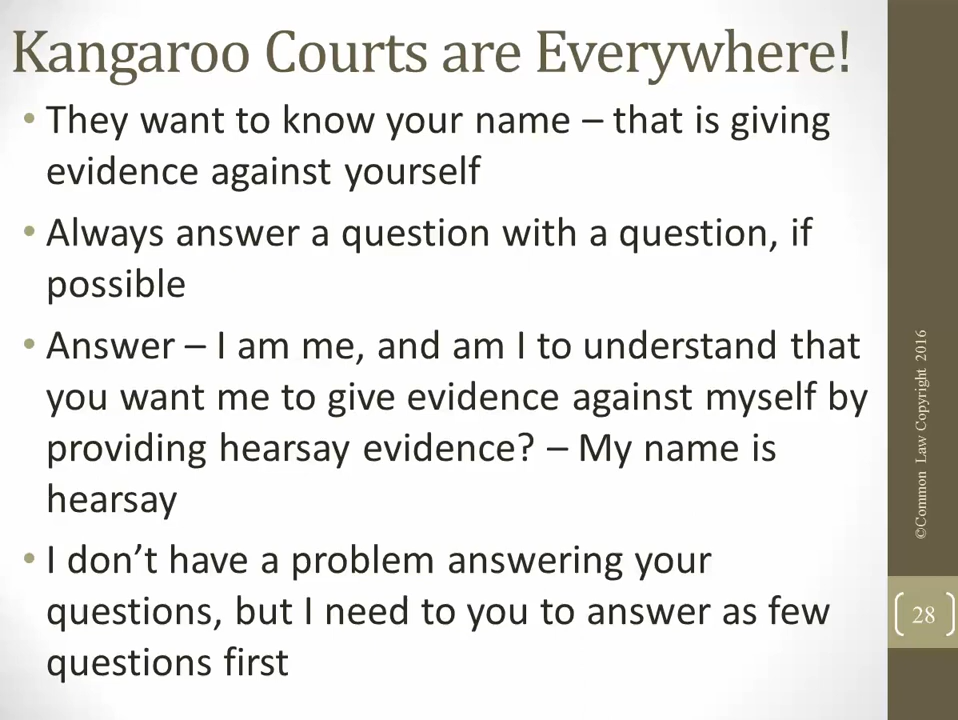 Kangaroo Courts are Everywhere!
• They want to know your name – that is giving
evidence against yourself
• Always answer a question with a question, if
possible
• Answer – I am me, and am I to understand that
you want me to give evidence against myself by
providing hearsay evidence? – My name is
hearsay
• I don’t have a problem answering your
questions, but I need to you to answer as few
questions first
©Common Law Copyright 2016
28